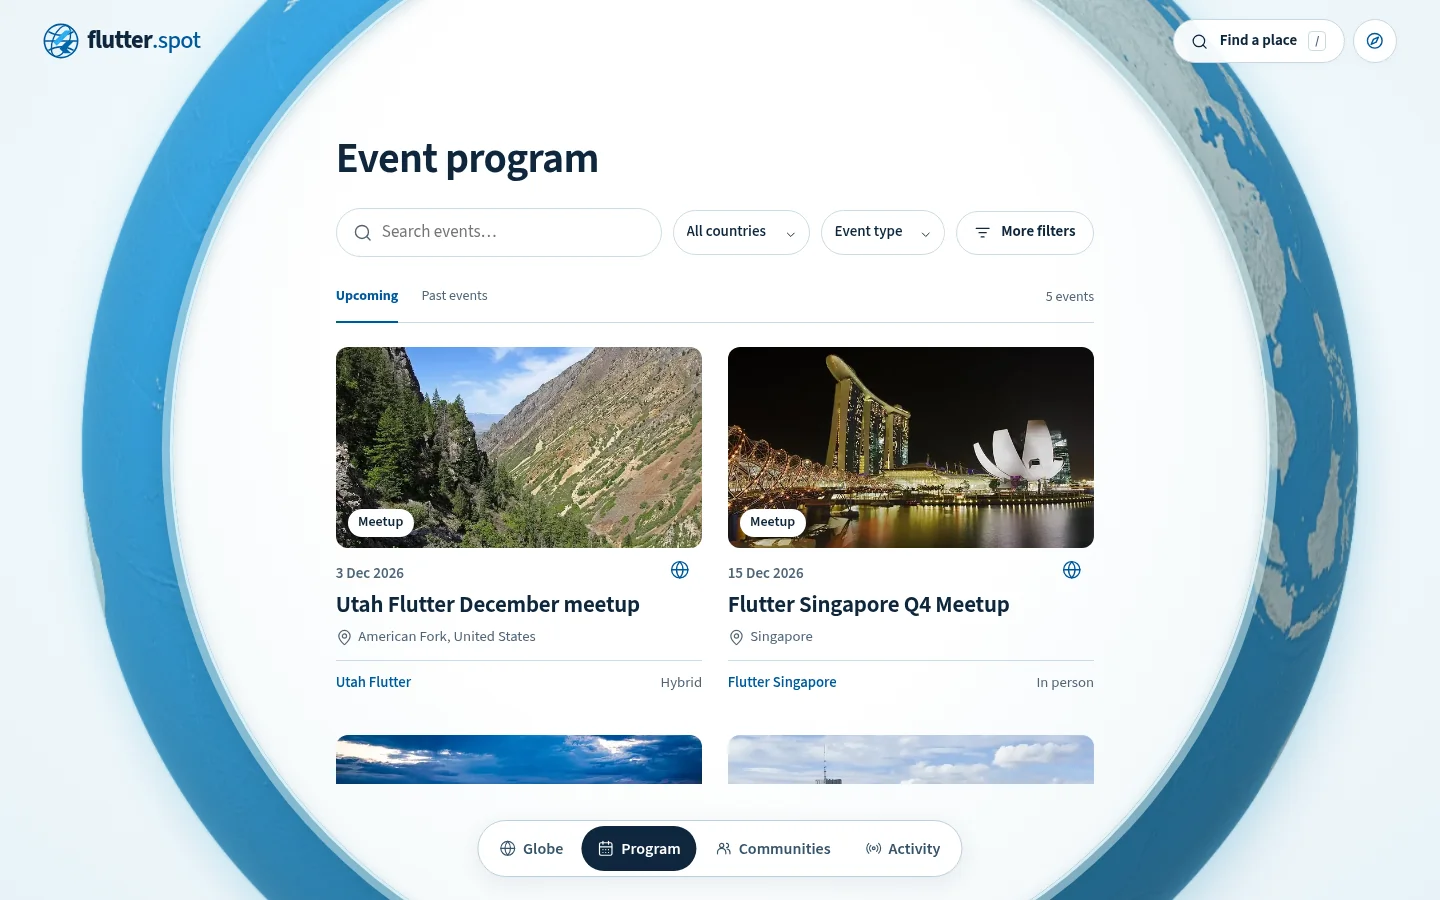 flutter.spot
Find a place /
Event program
Search events…
All countries
Event type
More filters
Upcoming
Past events
5 events
Meetup
3 Dec 2026
Utah Flutter December meetup
American Fork, United States
Utah Flutter
Hybrid
Meetup
15 Dec 2026
Flutter Singapore Q4 Meetup
Singapore
Flutter Singapore
In person
Globe
Program
Communities
Activity